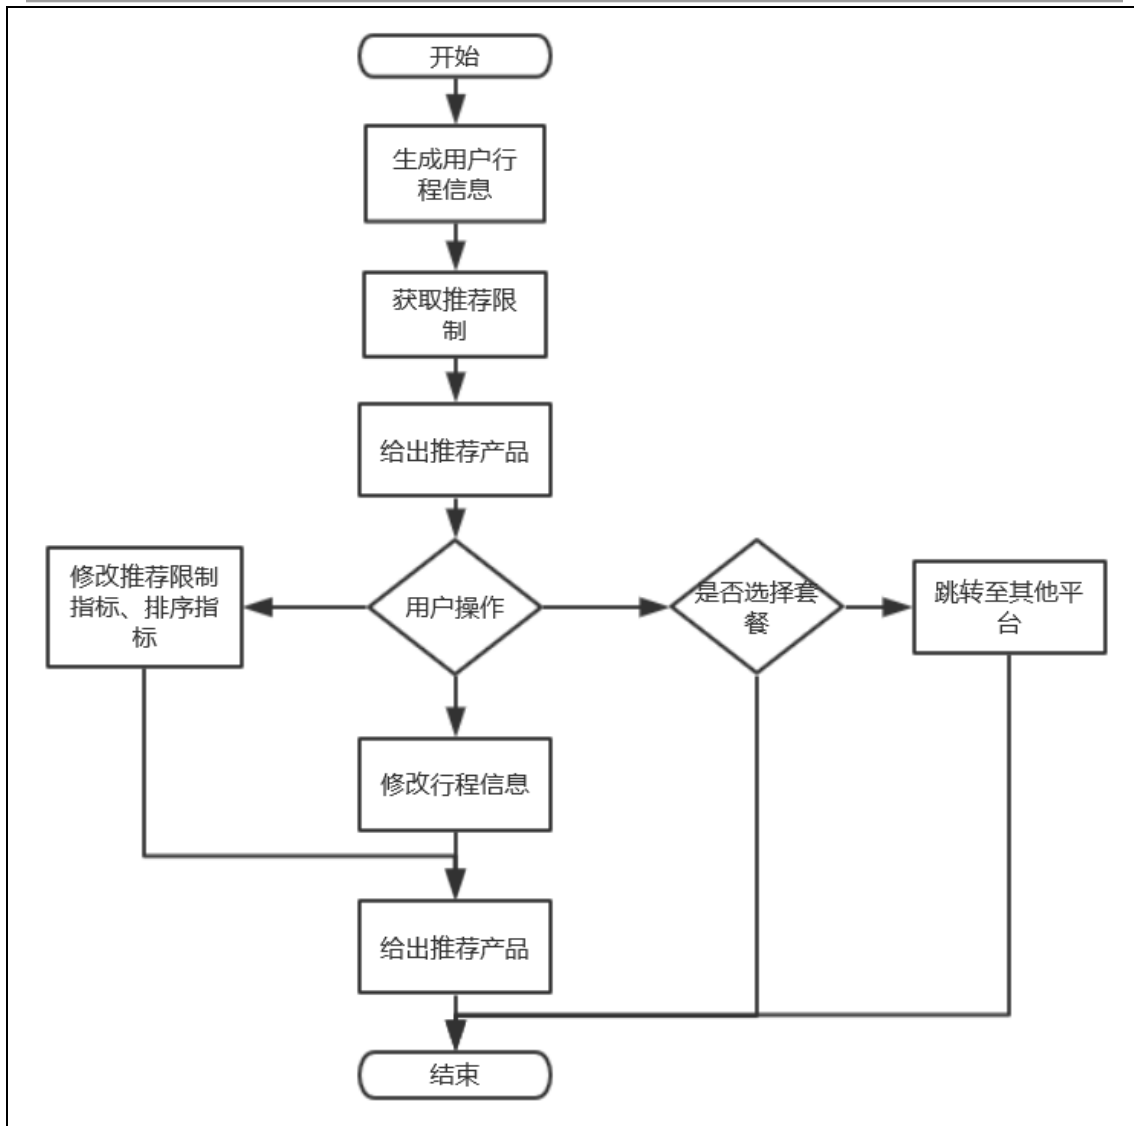 开始
生成用户行
程信息
获取推荐限
制
给出推荐产品
修改推荐限制
指标、排序指
标
用户操作
是否选择套
餐
跳转至其他平
台
修改行程信息
给出推荐产品
结束